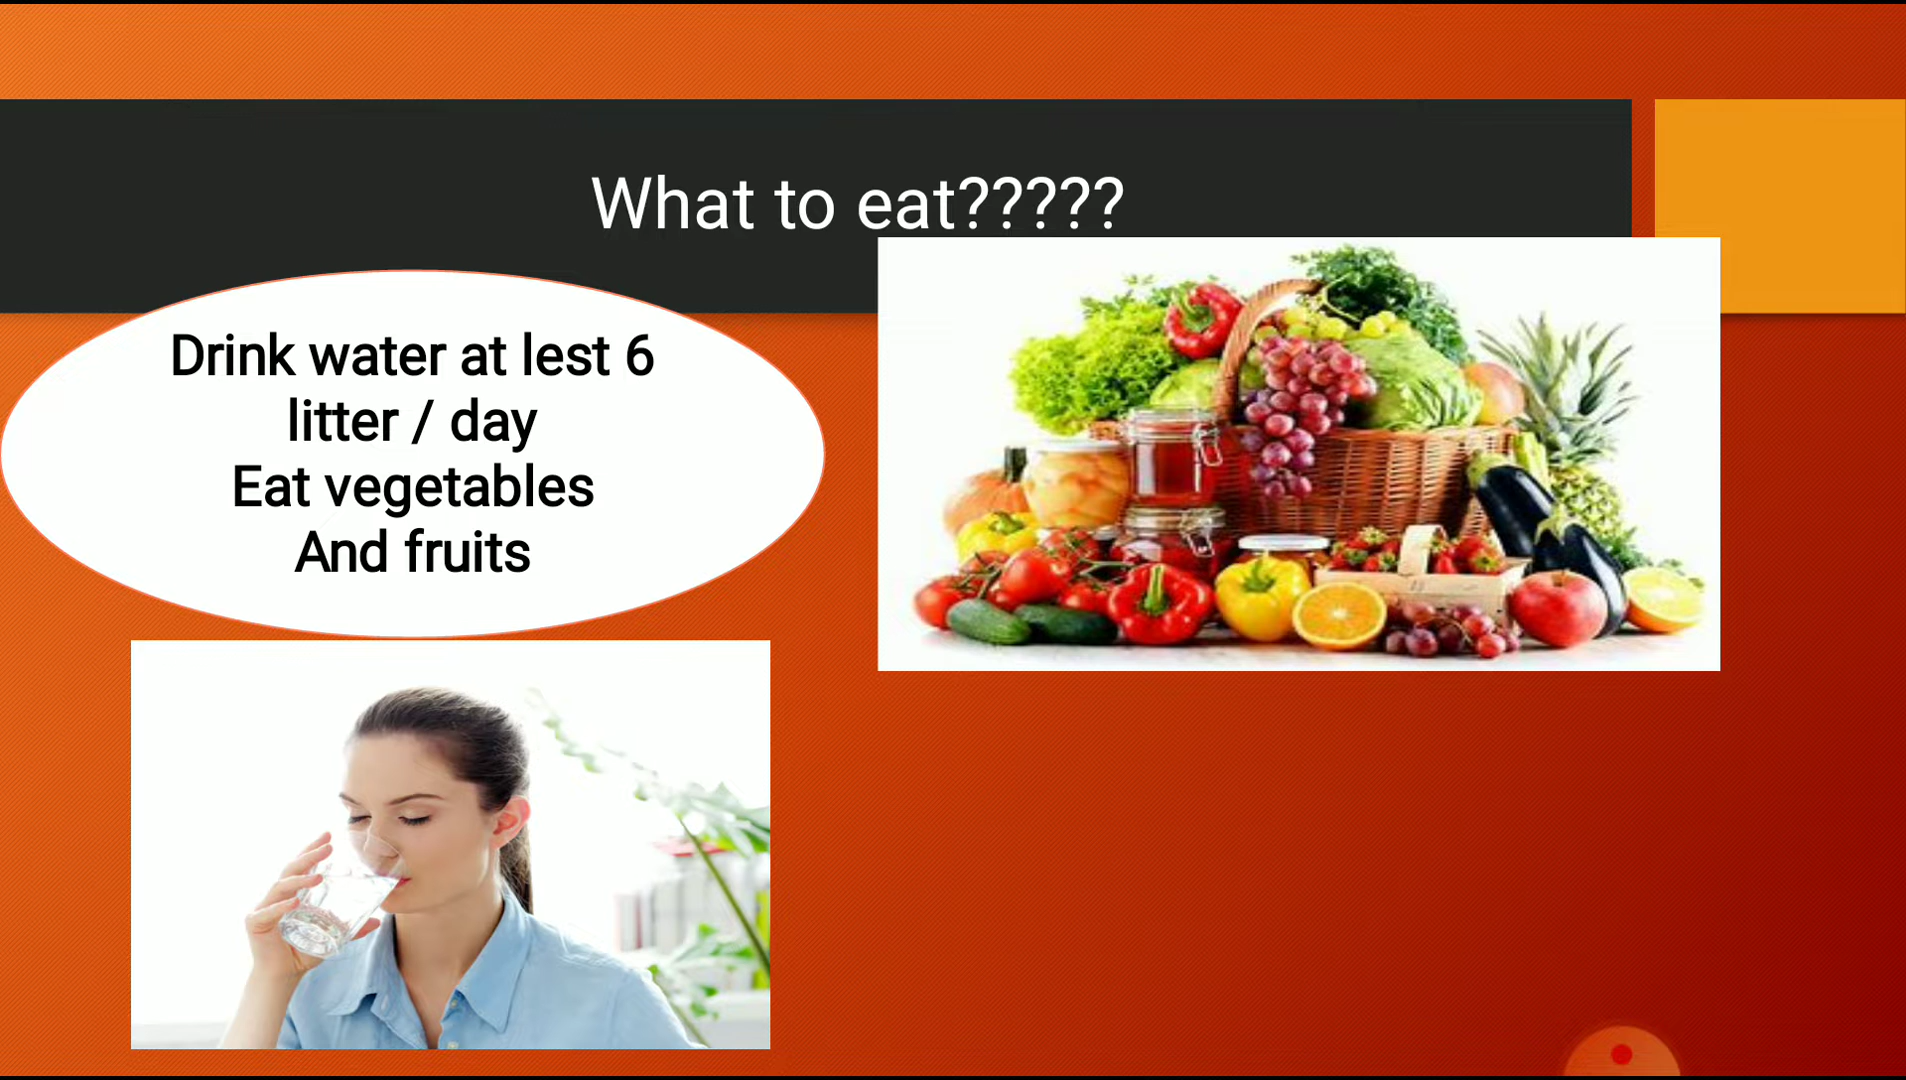 What to eat?????
Drink water at lest 6
litter / day
Eat vegetables
And fruits